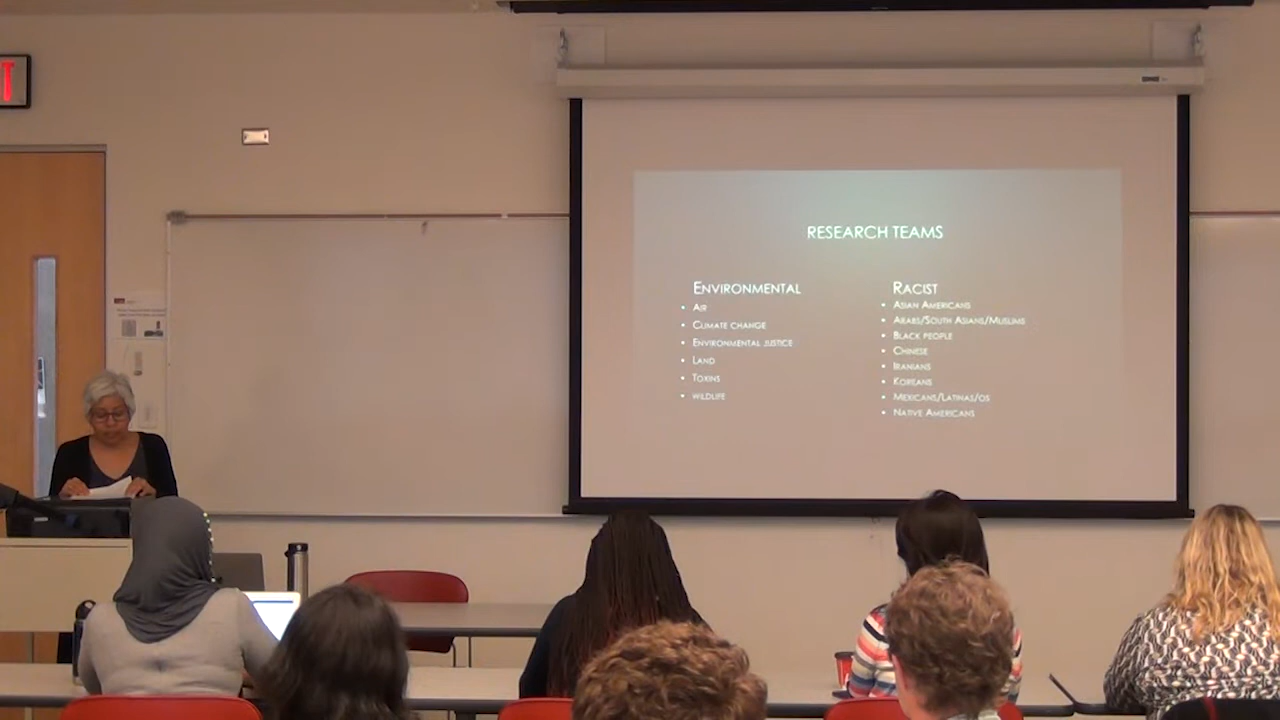 T
RESEARCH TEAMS
ENVIRONMENTAL
• AIR
• CLIMATE CHANGE
• ENVIRONMENTAL JUSTICE
• LAND
• TOXINS
• WILDLIFE
RACIST
• ASIAN AMERICANS
• ARABS/SOUTH ASIANS/MUSLIMS
• BLACK PEOPLE
• CHINESE
• IRANIANS
• KOREANS
• MEXICANS/LATINAS/OS
• NATIVE AMERICANS